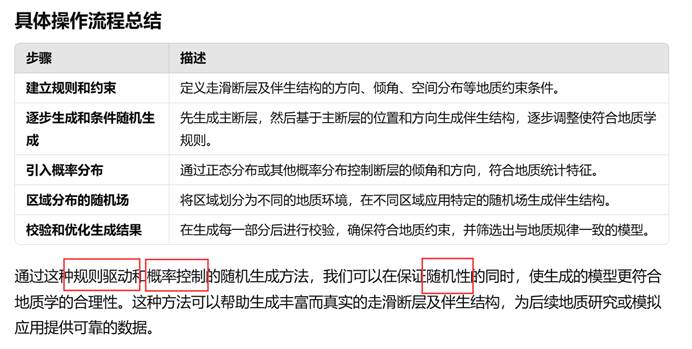 具体操作流程总结
步骤 描述
建立规则和约束 定义走滑断层及伴生结构的方向、倾角、空间分布等地质约束条件。
逐步生成和条件随机生 先生成主断层，然后基于主断层的位置和方向生成伴生结构，逐步调整使符合地质学
成 规则。
引入概率分布 通过正态分布或其他概率分布控制断层的倾角和方向，符合地质统计特征。
区域分布的随机场 将区域划分为不同的地质环境，在不同区域应用特定的随机场生成伴生结构。
校验和优化生成结果 在生成每一部分后进行校验，确保符合地质约束，并筛选出与地质规律一致的模型。
通过这种规则驱动和概率控制的随机生成方法，我们可以在保证随机性的同时，使生成的模型更符合
地质学的合理性。这种方法可以帮助生成丰富而真实的走滑断层及伴生结构，为后续地质研究或模拟
应用提供可靠的数据。